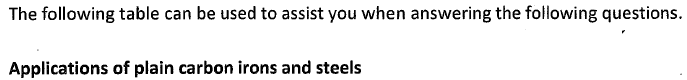 The following table can be used to assist you when answering the following questions.
Applications of plain carbon irons and steels